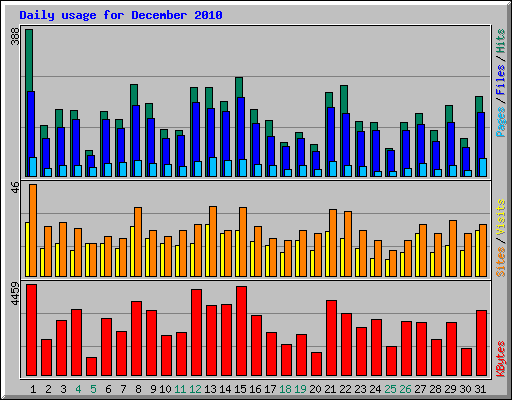 Daily usage for December 2010
388
Pages / Files / Hits
46
Sites / Visits
4459
KBytes
1 2 3 4 5 6 7 8 9 10 11 12 13 14 15 16 17 18 19 20 21 22 23 24 25 26 27 28 29 30 31